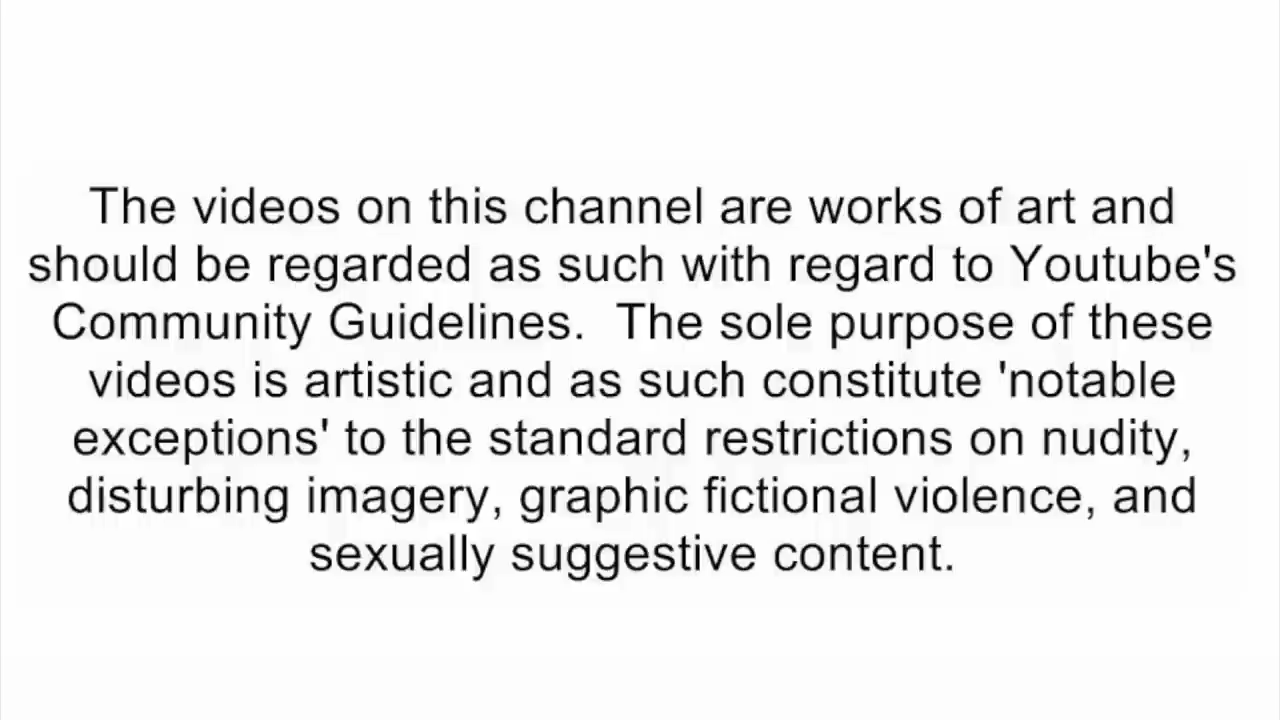 The videos on this channel are works of art and
should be regarded as such with regard to Youtube's
Community Guidelines.  The sole purpose of these
videos is artistic and as such constitute 'notable
exceptions' to the standard restrictions on nudity,
disturbing imagery, graphic fictional violence, and
sexually suggestive content.